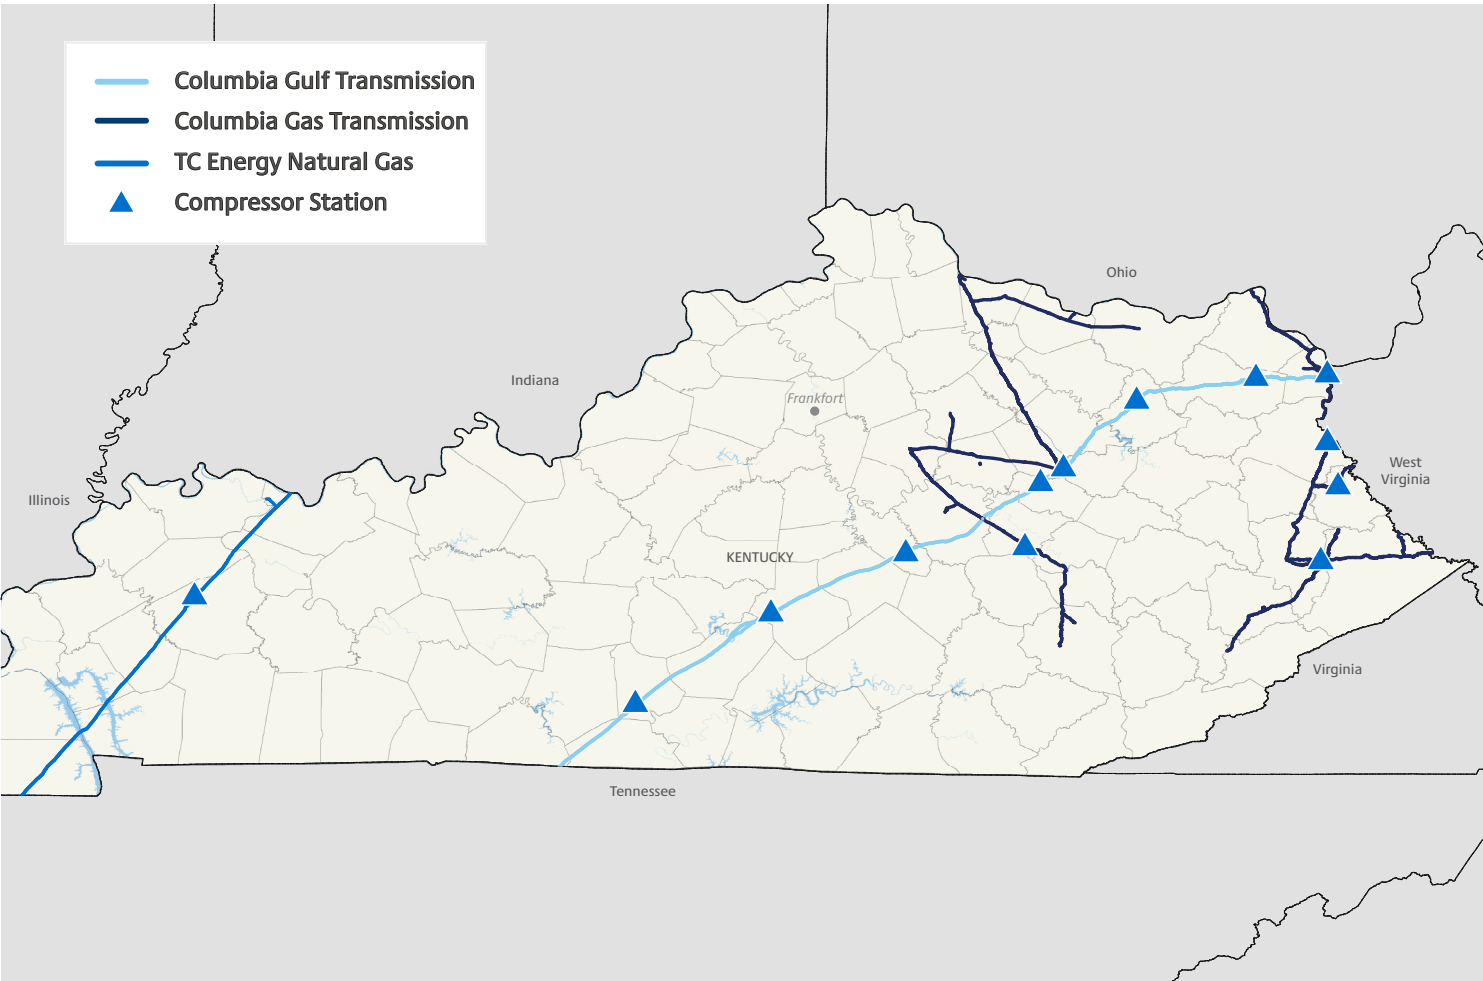 Columbia Gulf Transmission
Columbia Gas Transmission
TC Energy Natural Gas
Compressor Station
Ohio
Indiana
Frankfort
West
Virginia
Illinois
KENTUCKY
Virginia
Tennessee